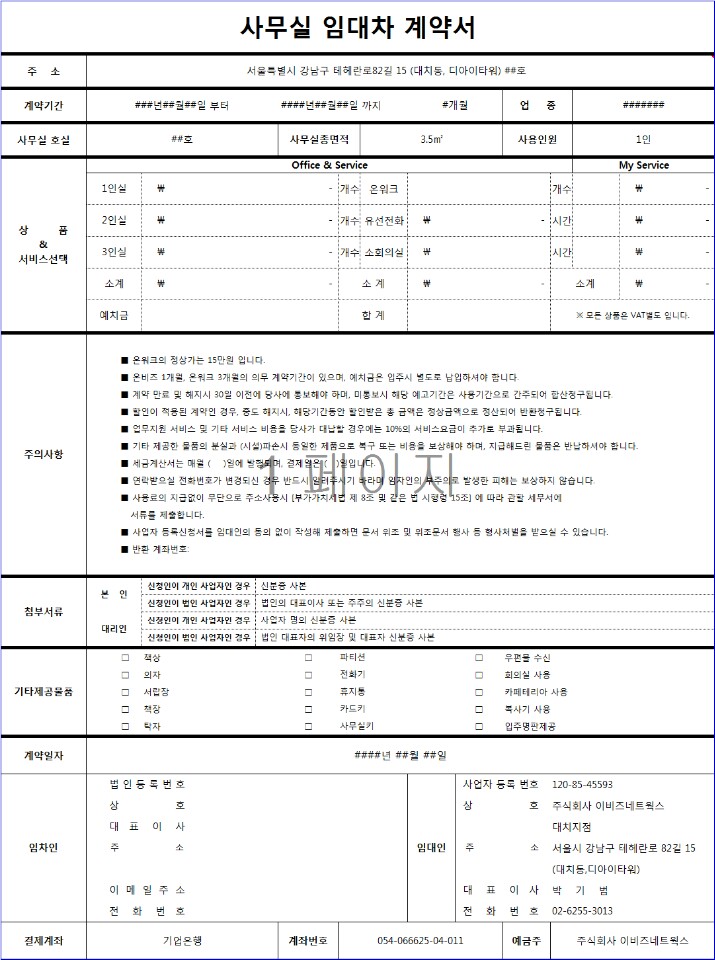 사무실 임대차 계약서
주 소 서울특별시 강남구 테헤란로82길 15 (대치동, 디아이타워) ##호
계약기간 ###년##월##일 부터 ####년##월##일 까지 #개월 업 종 #######
사무실 호실 ##호 사무실총면적 3.5㎡ 사용인원 1인
Office & Service My Service
1인실 ₩ - 개수 온워크 개수 ₩ -
2인실 ₩ - 개수 유선전화 ₩ - 시간 ₩ -
상 품
&
서비스선택
3인실 ₩ - 개수 소회의실 ₩ 시간 ₩ -
소계 ₩ - 소 계 ₩ - 소계 ₩ -
예치금 합 계 ※ 모든 상품은 VAT별도 입니다.
주의사항
■ 온워크의 정상가는 15만원 입니다.
■ 온비즈 1개월, 온워크 3개월의 의무 계약기간이 있으며, 예치금은 입주시 별도로 납입하셔야 합니다.
■ 계약 만료 및 해지시 30일 이전에 당사에 통보해야 하며, 미통보시 해당 예고기간은 사용기간으로 간주되어 합산청구됩니다.
■ 할인이 적용된 계약인 경우, 중도 해지시, 해당기간동안 할인받은 총 금액은 정상금액으로 정산되어 반환청구됩니다.
■ 업무지원 서비스 및 기타 서비스 비용을 당사가 대납할 경우에는 10%의 서비스요금이 추가로 부과됩니다.
■ 기타 제공한 물품의 분실과 (시설)파손시 동일한 제품으로 복구 또는 비용을 보상해야 하며, 지급해드린 물품은 반납하셔야 합니다.
■ 세금계산서는 매월 ( )일에 발행되며, 결제일은 ( )일입니다.
1 페이지
■ 연락받으실 전화번호가 변경되신 경우 반드시 알려주시기 바라며 임차인의 부주의로 발생한 피해는 보상하지 않습니다.
■ 사용료의 지급없이 무단으로 주소사용시 [부가가치세법 제 8조 및 같은 법 시행령 15조] 에 따라 관할 세무서에
서류를 제출합니다.
■ 사업자 등록신청서를 임대인의 동의 없이 작성해 제출하면 문서 위조 및 위조문서 행사 등 형사처벌을 받으실 수 있습니다.
■ 반환 계좌번호:
첨부서류
본 인 신청인이 개인 사업자인 경우 신분증 사본
신청인이 법인 사업자인 경우 법인의 대표이사 또는 주주의 신분증 사본
대리인 신청인이 개인 사업자인 경우 사업자 명의 신분증 사본
신청인이 법인 사업자인 경우 법인 대표자의 위임장 및 대표자 신분증 사본
기타제공물품
□ 책상 □ 파티션 □ 우편물 수신
□ 의자 □ 전화기 □ 회의실 사용
□ 서랍장 □ 휴지통 □ 카페테리아 사용
□ 책장 □ 카드키 □ 복사기 사용
□ 탁자 □ 사무실키 □ 입주명판제공
계약일자 ####년 ##월 ##일
임차인
법 인 등 록 번 호
상 호
대 표 이 사
주 소
이 메 일 주 소
전 화 번 호
임대인
사업자 등록 번호 120-85-45593
상 호 주식회사 이비즈네트웍스
대치지점
주 소 서울시 강남구 테헤란로 82길 15
(대치동,디아이타워)
대 표 이 사 박 기 범
전 화 번 호 02-6255-3013
결제계좌 기업은행 계좌번호 054-066625-04-011 예금주 주식회사 이비즈네트웍스